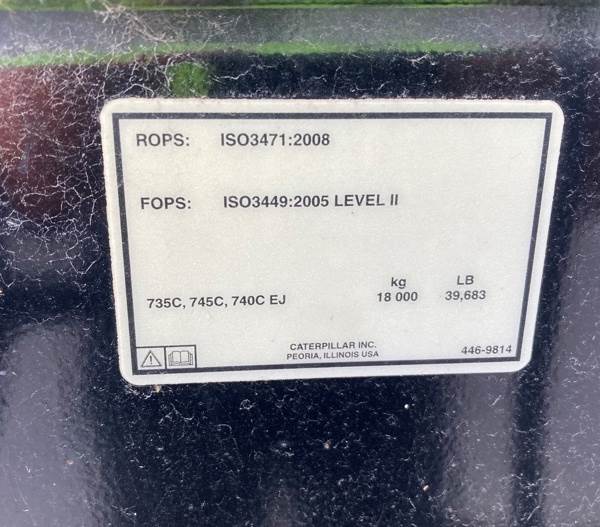 ROPS: ISO3471:2008
FOPS: ISO3449:2005 LEVEL II
kg LB
735C, 745C, 740C EJ 18 000 39,683
CATERPILLAR INC.
PEORIA, ILLINOIS USA
446-9814